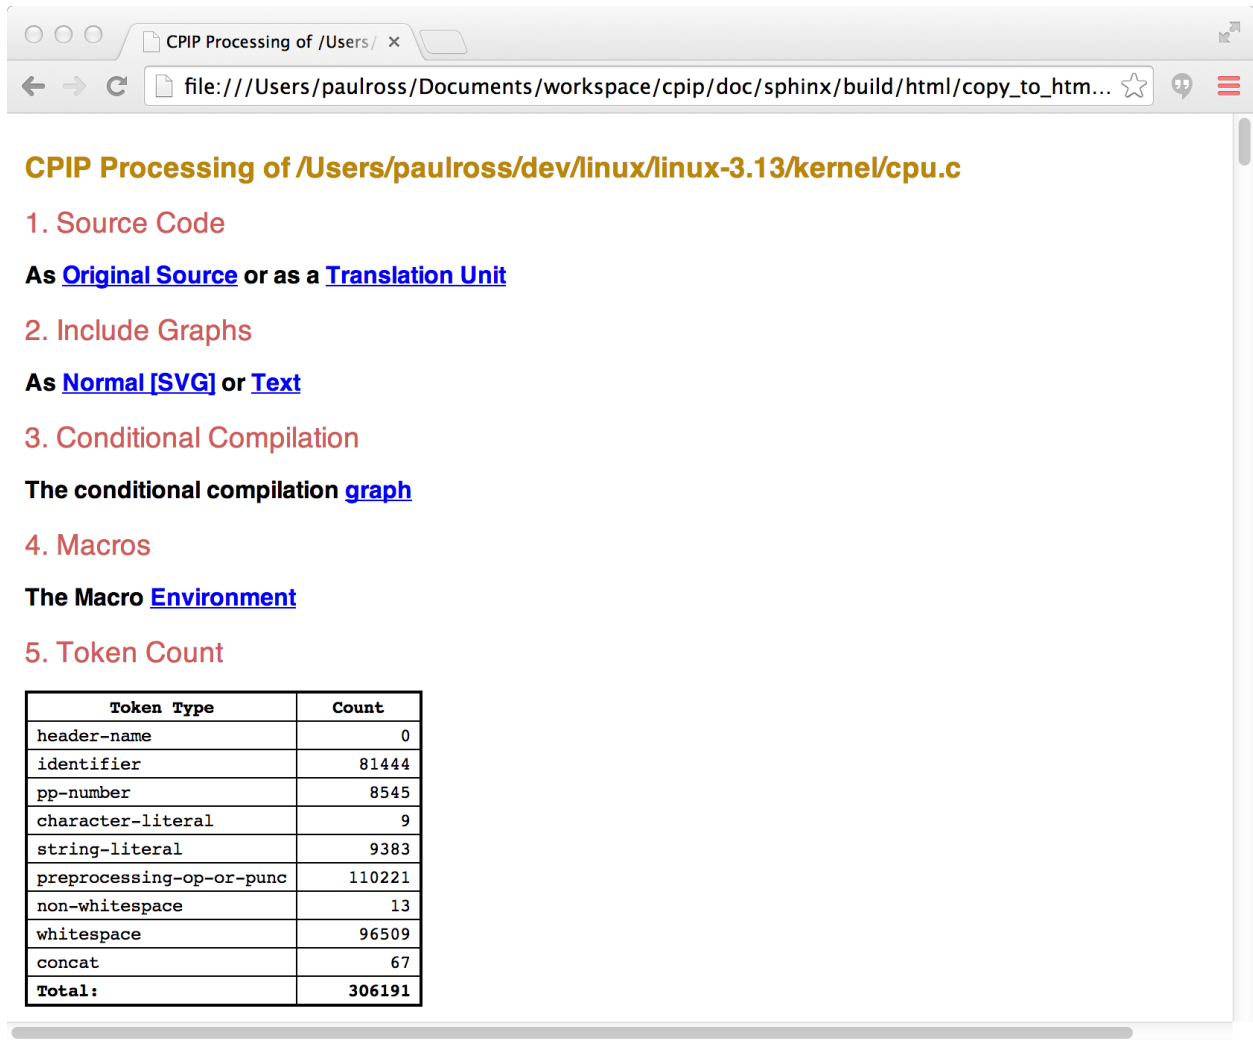 CPIP Processing of /Users/
file:///Users/paulross/Documents/workspace/cpip/doc/sphinx/build/html/copy_to_htm...
CPIP Processing of /Users/paulross/dev/linux/linux-3.13/kernel/cpu.c
1. Source Code
As Original Source or as a Translation Unit
2. Include Graphs
As Normal [SVG] or Text
3. Conditional Compilation
The conditional compilation graph
4. Macros
The Macro Environment
5. Token Count
Token Type Count
header-name 0
identifier 81444
pp-number 8545
character-literal 9
string-literal 9383
preprocessing-op-or-punc 110221
non-whitespace 13
whitespace 96509
concat 67
Total: 306191